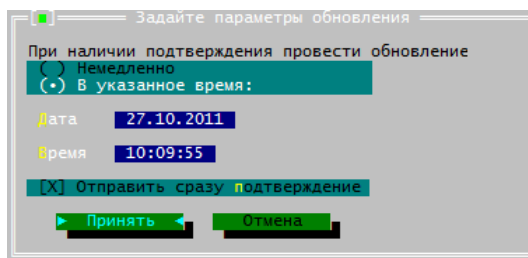 [■] Задайте параметры обновления
При наличии подтверждения провести обновление
( ) Немедленно
(•) В указанное время:
Дата 27.10.2011
Время 10:09:55
[X] Отправить сразу подтверждение
► Принять ◄ Отмена